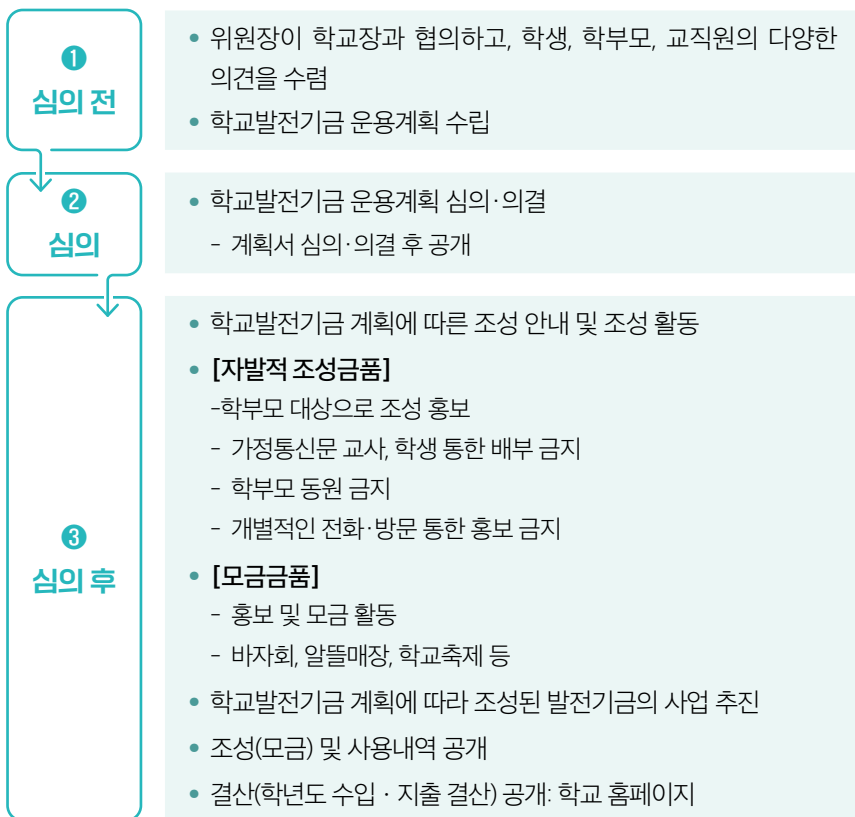 ❶
심의 전
• 위원장이 학교장과 협의하고, 학생, 학부모, 교직원의 다양한
의견을 수렴
• 학교발전기금 운용계획 수립
❷
심의
• 학교발전기금 운용계획 심의·의결
- 계획서 심의·의결 후 공개
❸
심의 후
• 학교발전기금 계획에 따른 조성 안내 및 조성 활동
• [자발적 조성금품]
-학부모 대상으로 조성 홍보
- 가정통신문 교사, 학생 통한 배부 금지
- 학부모 동원 금지
- 개별적인 전화·방문 통한 홍보 금지
• [모금금품]
- 홍보 및 모금 활동
- 바자회, 알뜰매장, 학교축제 등
• 학교발전기금 계획에 따라 조성된 발전기금의 사업 추진
• 조성(모금) 및 사용내역 공개
• 결산(학년도 수입 · 지출 결산) 공개: 학교 홈페이지